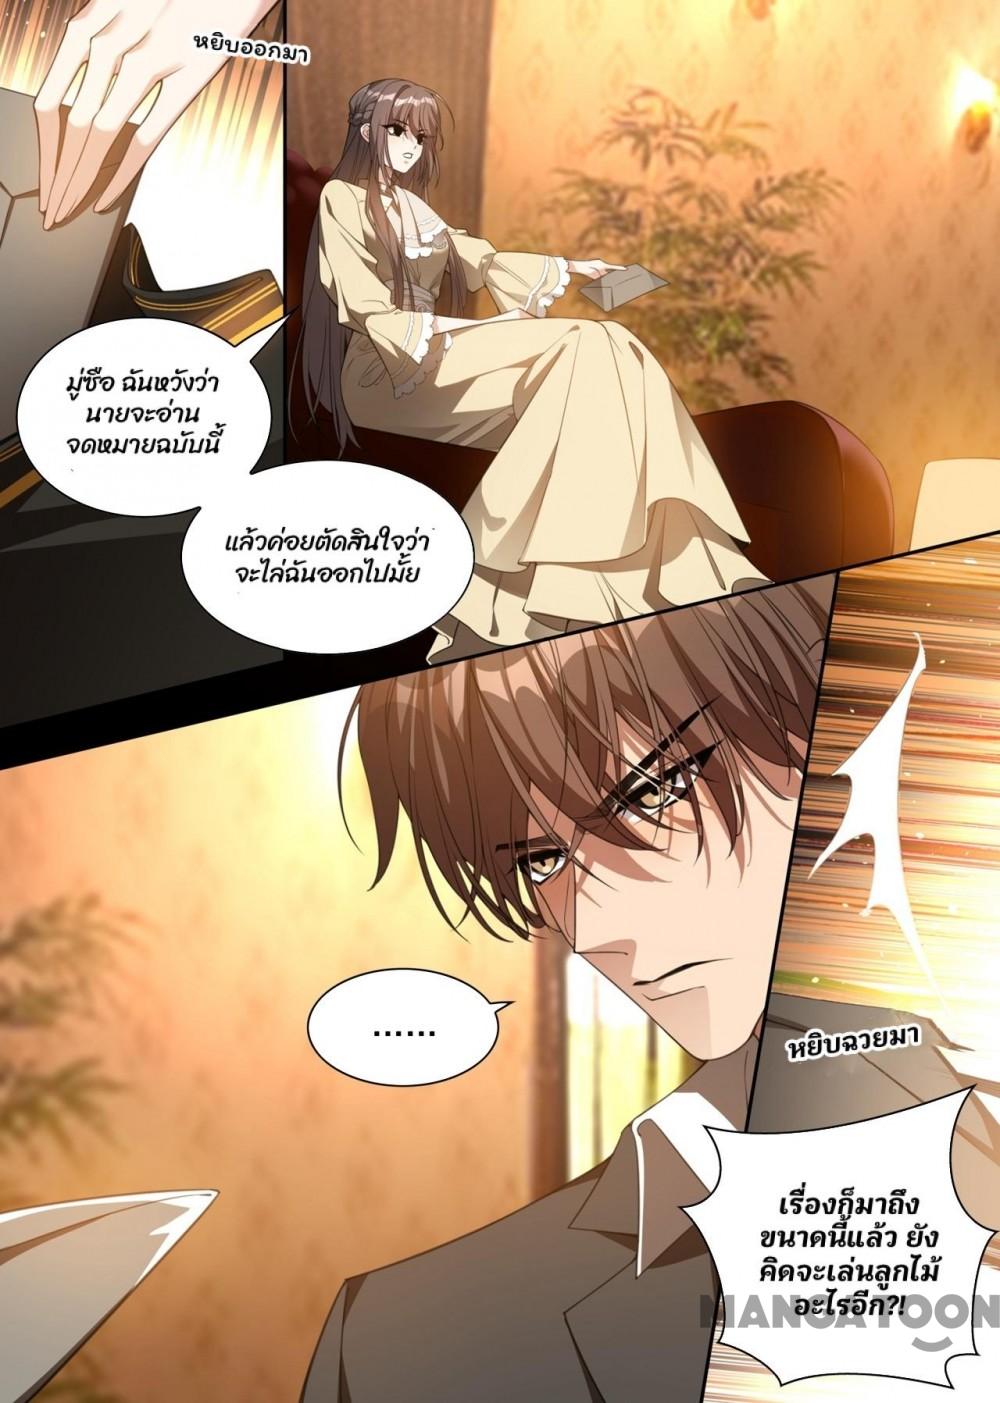 หยิบออกมา
มู่ซือ ฉันหวังว่า
นายจะอ่าน
จดหมายฉบับนี้
แล้วค่อยตัดสินใจว่า
จะไล่ฉันออกไปมั้ย
......
หยิบฉวยมา
เรื่องก็มาถึง
ขนาดนี้แล้ว ยัง
คิดจะเล่นลูกไม้
อะไรอีก?!
MANGATOON